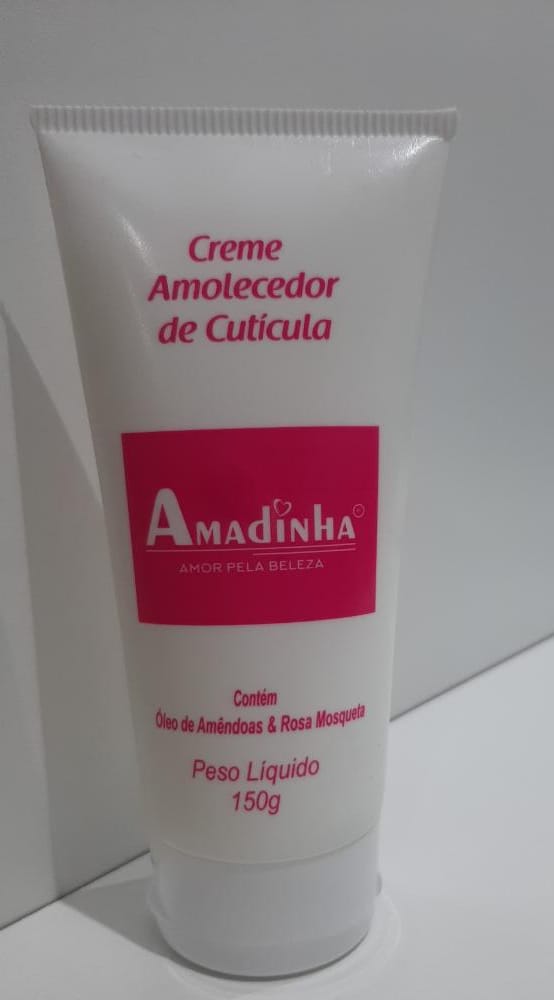 Creme
Amolecedor
de Cutícula
AMADINHA
AMOR PELA BELEZA
Contém
Óleo de Amêndoas & Rosa Mosqueta
Peso Líquido
150g